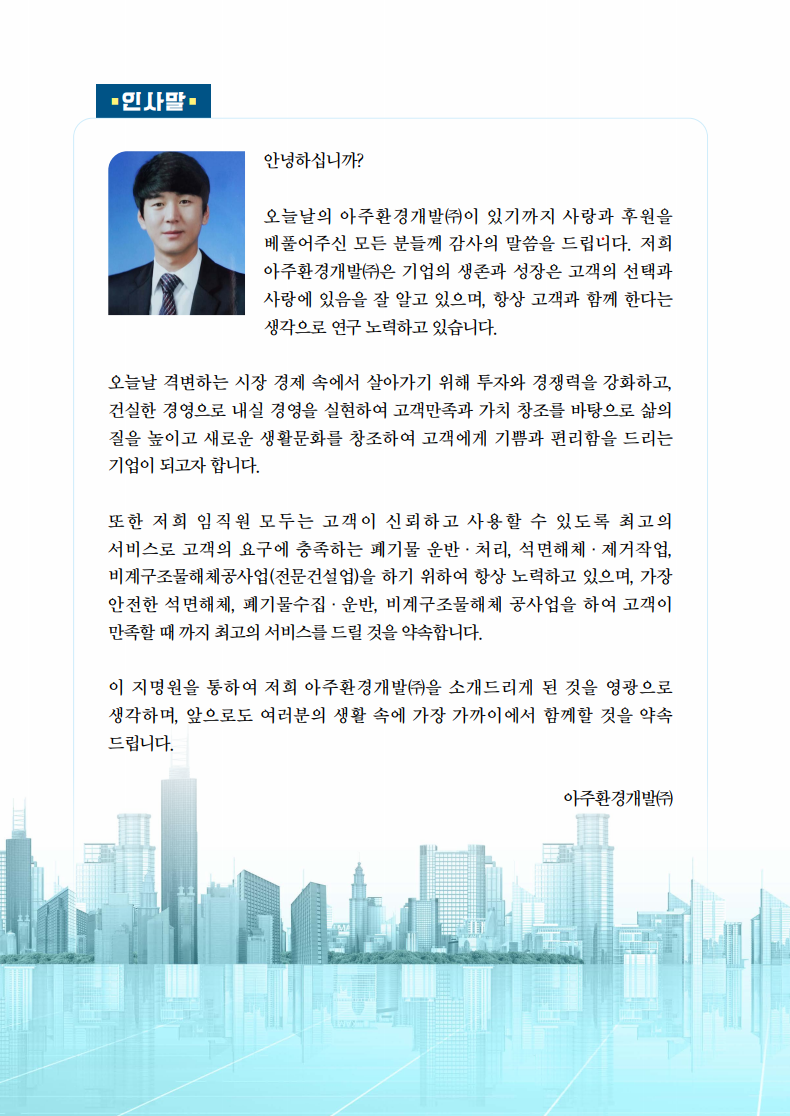 인사말
안녕하십니까?
오늘날의 아주환경개발㈜이 있기까지 사랑과 후원을
베풀어주신 모든 분들께 감사의 말씀을 드립니다. 저희
아주환경개발㈜은 기업의 생존과 성장은 고객의 선택과
사랑에 있음을 잘 알고 있으며, 항상 고객과 함께 한다는
생각으로 연구 노력하고 있습니다.
오늘날 격변하는 시장 경제 속에서 살아가기 위해 투자와 경쟁력을 강화하고,
건실한 경영으로 내실 경영을 실현하여 고객만족과 가치 창조를 바탕으로 삶의
질을 높이고 새로운 생활문화를 창조하여 고객에게 기쁨과 편리함을 드리는
기업이 되고자 합니다.
또한 저희 임직원 모두는 고객이 신뢰하고 사용할 수 있도록 최고의
서비스로 고객의 요구에 충족하는 폐기물 운반·처리, 석면해체·제거작업,
비계구조물해체공사업(전문건설업)을 하기 위하여 항상 노력하고 있으며, 가장
안전한 석면해체, 폐기물수집·운반, 비계구조물해체 공사업을 하여 고객이
만족할 때 까지 최고의 서비스를 드릴 것을 약속합니다.
이 지명원을 통하여 저희 아주환경개발㈜을 소개드리게 된 것을 영광으로
생각하며, 앞으로도 여러분의 생활 속에 가장 가까이에서 함께할 것을 약속
드립니다.
아주환경개발㈜